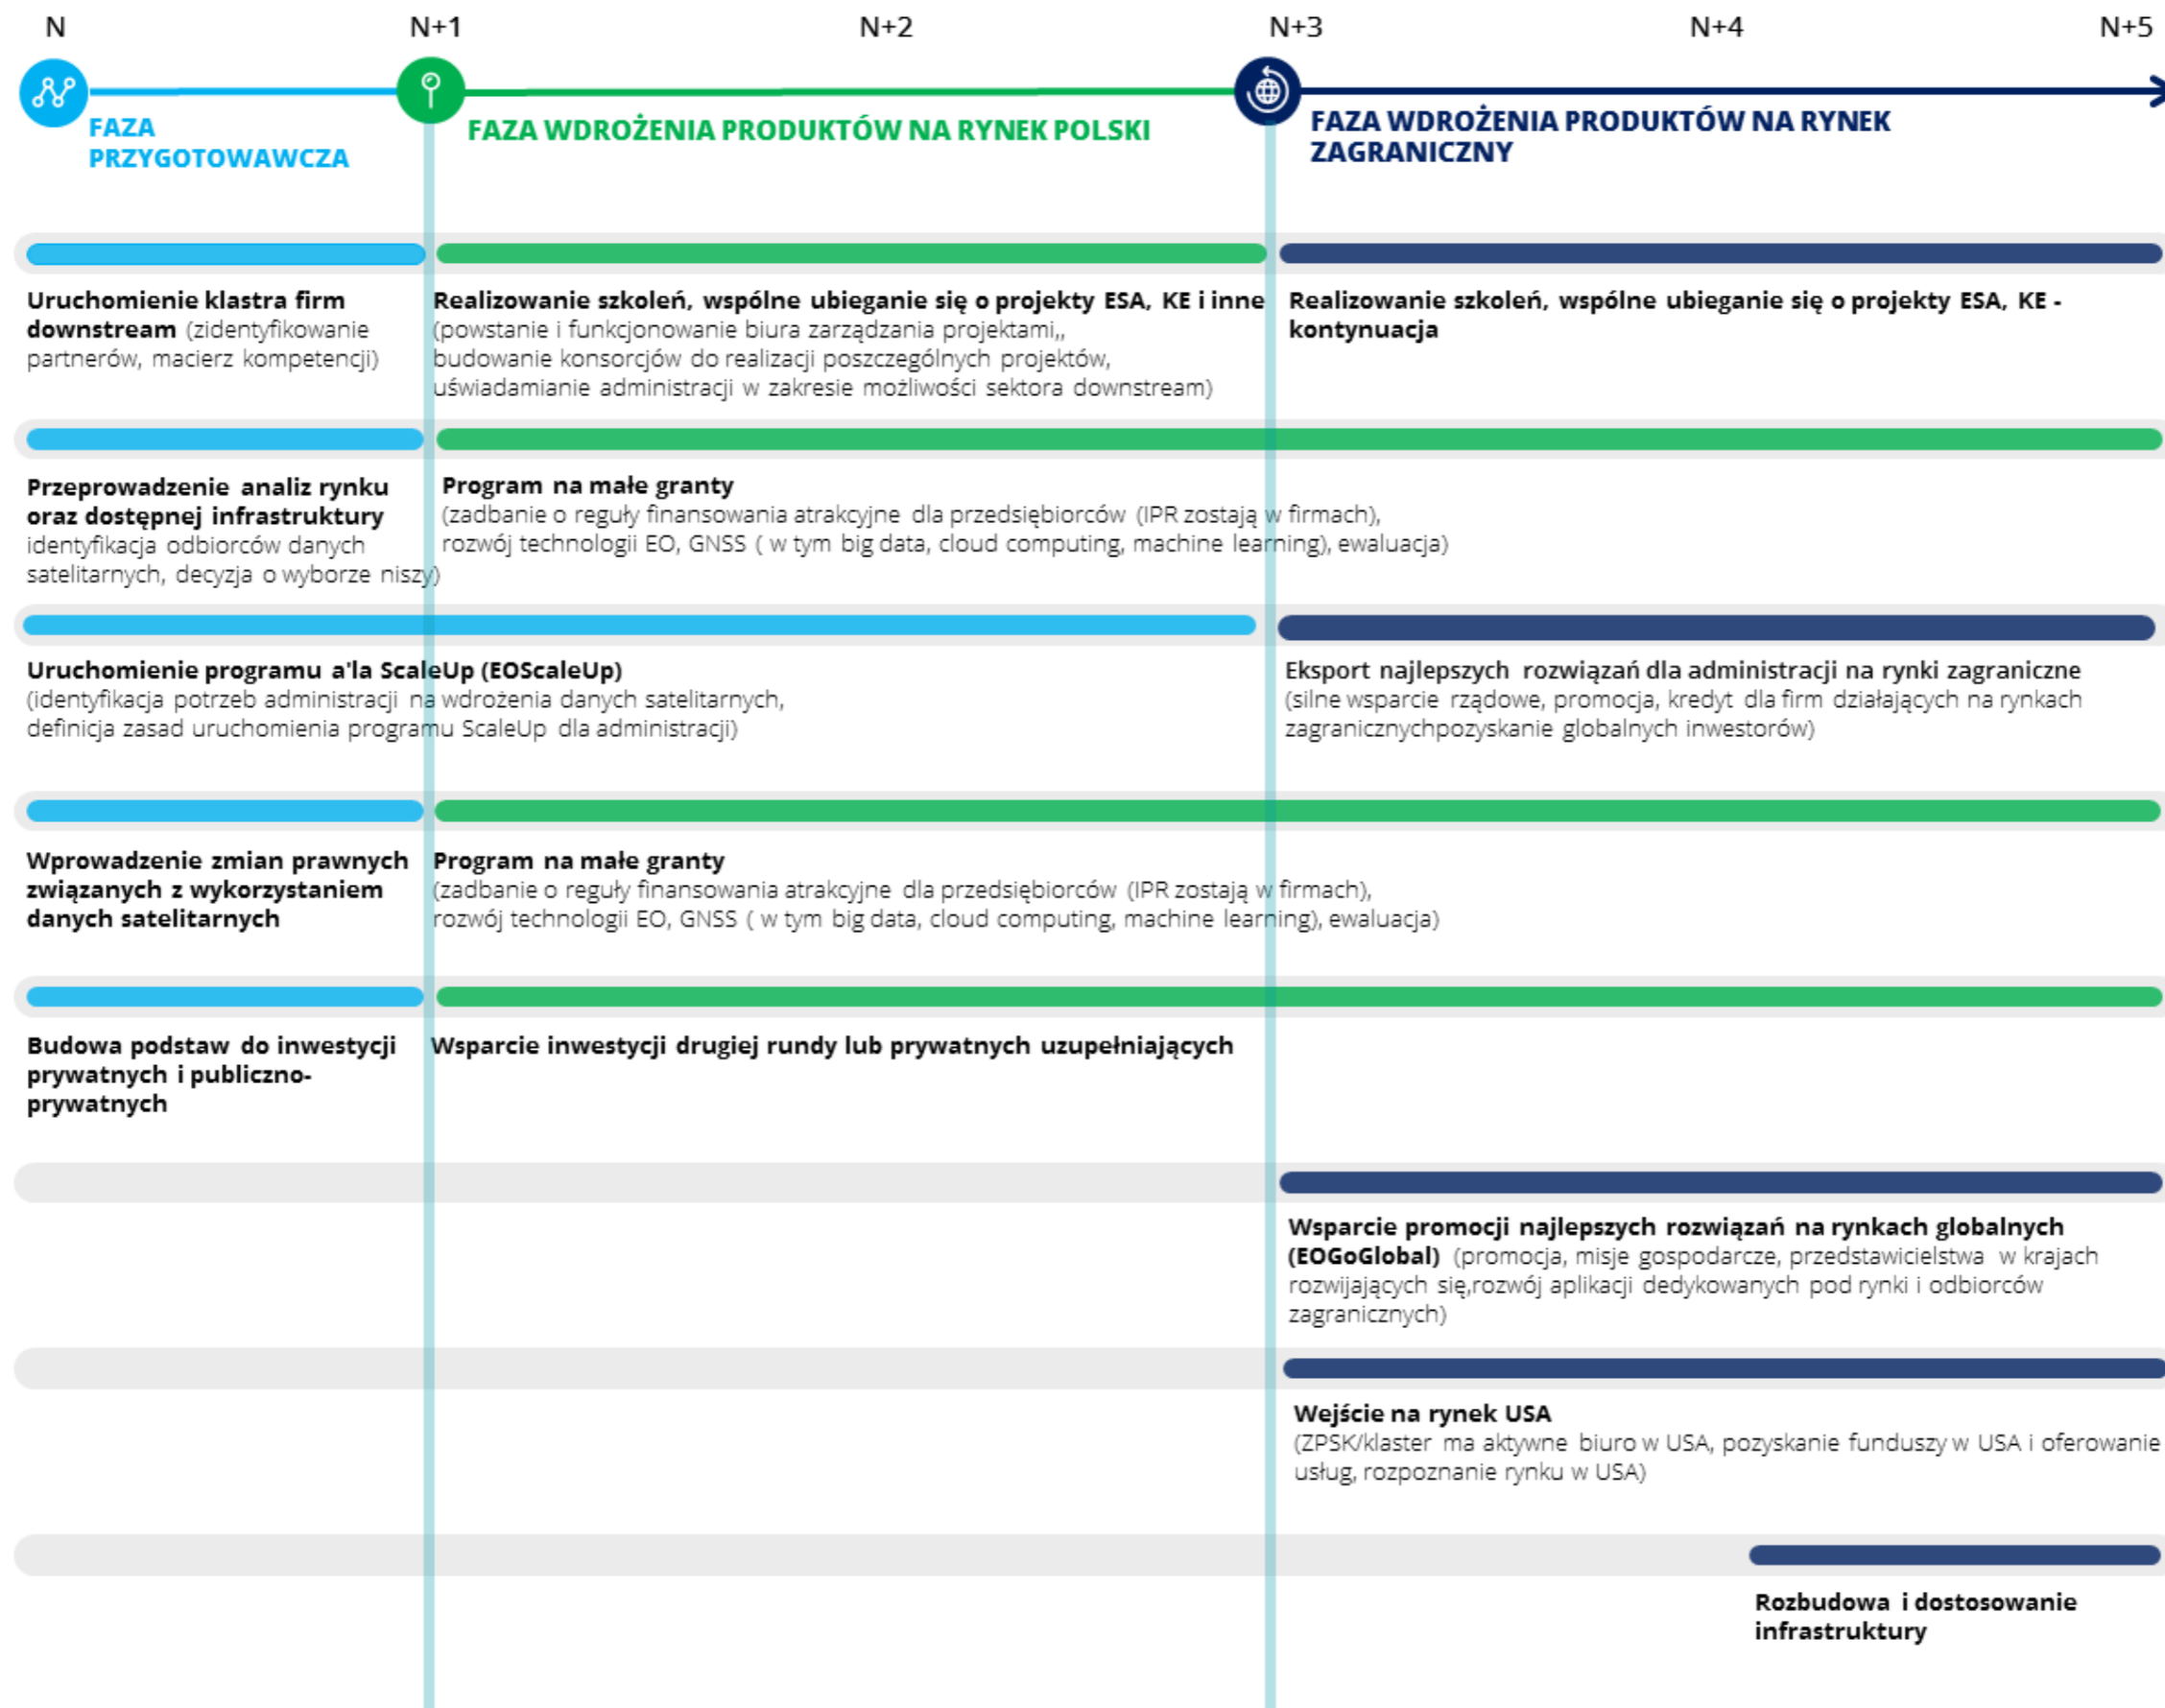 N
N+1
N+2
N+3
N+4
N+5
FAZA
PRZYGOTOWAWCZA
FAZA WDROŻENIA PRODUKTÓW NA RYNEK POLSKI
FAZA WDROŻENIA PRODUKTÓW NA RYNEK
ZAGRANICZNY
Uruchomienie klastra firm
downstream (zidentyfikowanie
partnerów, macierz kompetencji)
Realizowanie szkoleń, wspólne ubieganie się o projekty ESA, KE i inne
(powstanie i funkcjonowanie biura zarządzania projektami,,
budowanie konsorcjów do realizacji poszczególnych projektów,
uświadamianie administracji w zakresie możliwości sektora downstream)
Realizowanie szkoleń, wspólne ubieganie się o projekty ESA, KE -
kontynuacja
Przeprowadzenie analiz rynku
oraz dostępnej infrastruktury
identyfikacja odbiorców danych
satelitarnych, decyzja o wyborze niszy)
Program na małe granty
(zadbanie o reguły finansowania atrakcyjne dla przedsiębiorców (IPR zostają w firmach),
rozwój technologii EO, GNSS ( w tym big data, cloud computing, machine learning), ewaluacja)
Uruchomienie programu a'la ScaleUp (EOScaleUp)
(identyfikacja potrzeb administracji na wdrożenia danych satelitarnych,
definicja zasad uruchomienia programu ScaleUp dla administracji)
Eksport najlepszych rozwiązań dla administracji na rynki zagraniczne
(silne wsparcie rządowe, promocja, kredyt dla firm działających na rynkach
zagranicznychpozyskanie globalnych inwestorów)
Wprowadzenie zmian prawnych
związanych z wykorzystaniem
danych satelitarnych
Program na małe granty
(zadbanie o reguły finansowania atrakcyjne dla przedsiębiorców (IPR zostają w firmach),
rozwój technologii EO, GNSS ( w tym big data, cloud computing, machine learning), ewaluacja)
Budowa podstaw do inwestycji
prywatnych i publiczno-
prywatnych
Wsparcie inwestycji drugiej rundy lub prywatnych uzupełniających
Wsparcie promocji najlepszych rozwiązań na rynkach globalnych
(EOGoGlobal) (promocja, misje gospodarcze, przedstawicielstwa w krajach
rozwijających się,rozwój aplikacji dedykowanych pod rynki i odbiorców
zagranicznych)
Wejście na rynek USA
(ZPSK/klaster ma aktywne biuro w USA, pozyskanie funduszy w USA i oferowanie
usług, rozpoznanie rynku w USA)
Rozbudowa i dostosowanie
infrastruktury